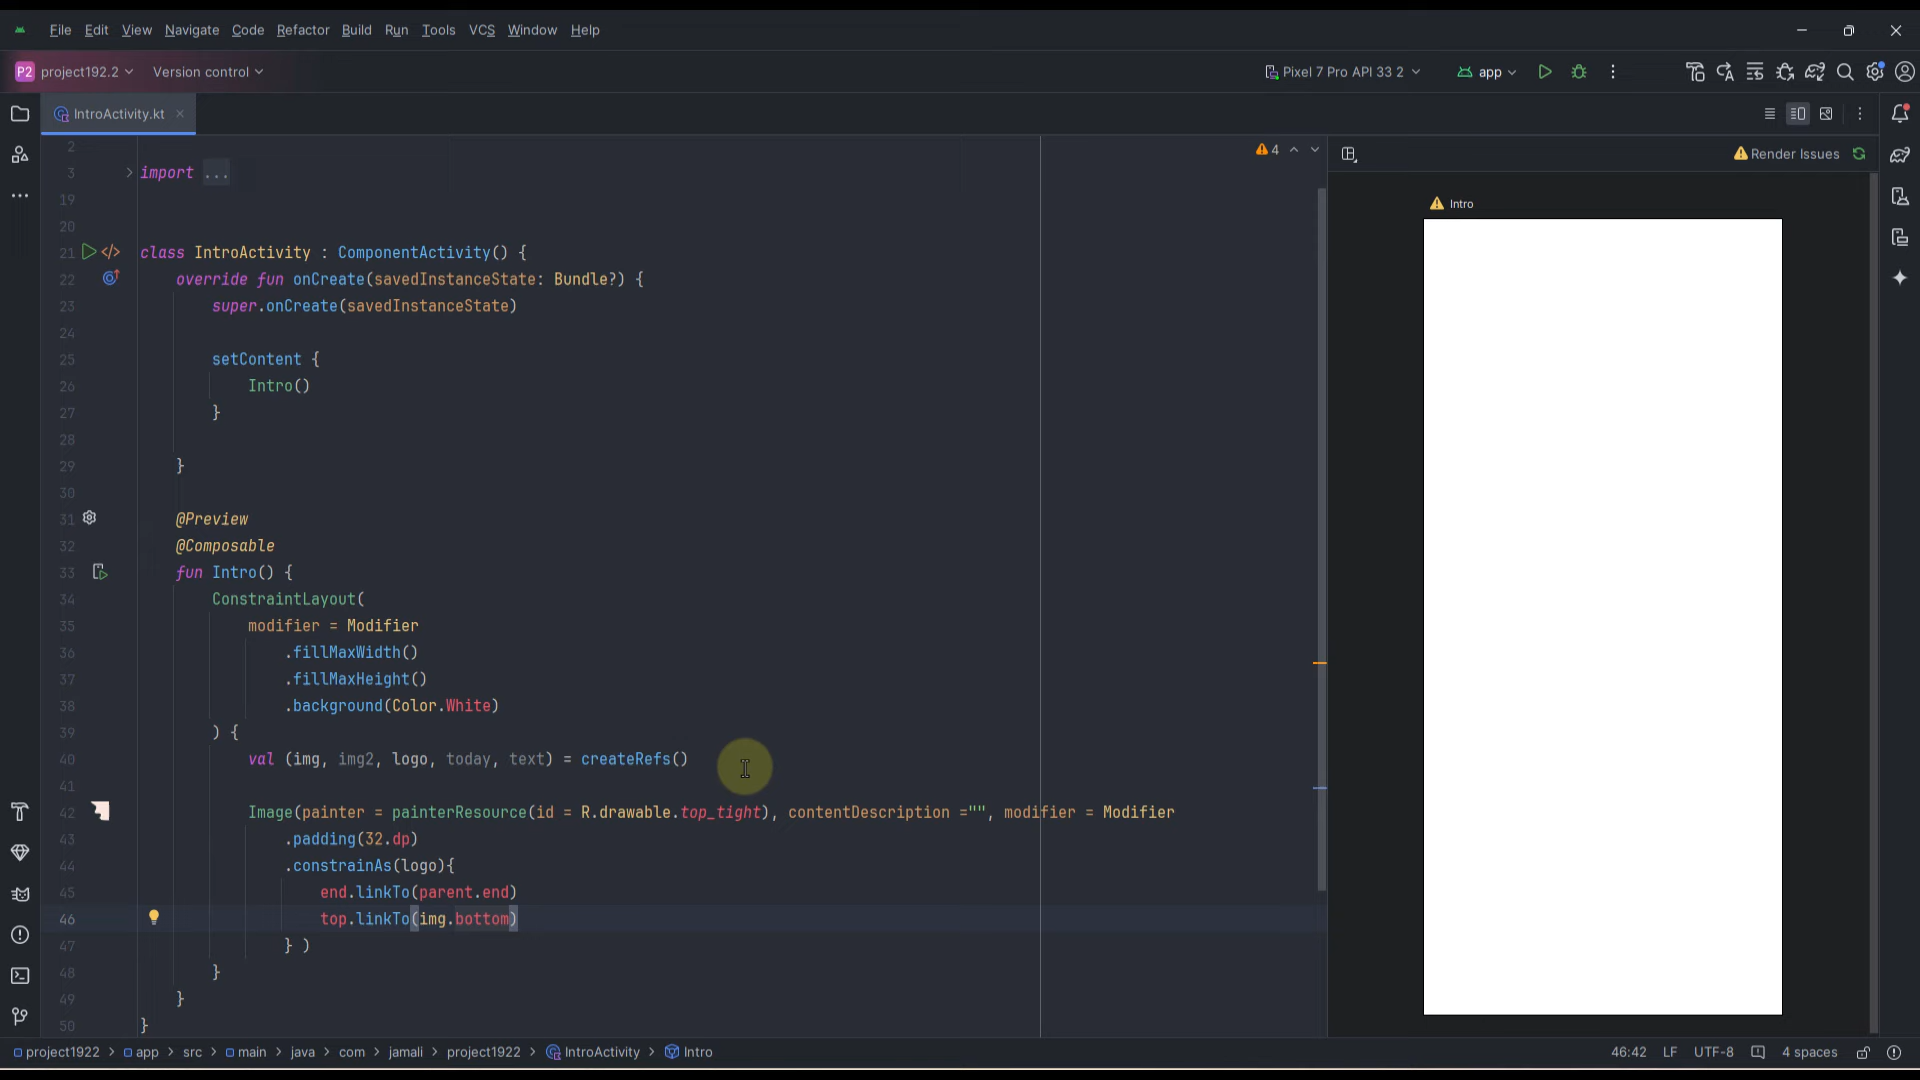 File Edit View Navigate Code Refactor Build Run Tools VCS Window Help
P2 project192.2 Version control Pixel 7 Pro API 33 2 app
IntroActivity.kt
2
4 Render Issues
3 import ...
Intro
19
20
21 class IntroActivity : ComponentActivity() {
22 override fun onCreate(savedInstanceState: Bundle?) {
23 super.onCreate(savedInstanceState)
24
25 setContent {
26 Intro()
27 }
28
29 }
30
31 @Preview
32 @Composable
33 fun Intro() {
34 ConstraintLayout(
35 modifier = Modifier
36 .fillMaxWidth()
37 .fillMaxHeight()
38 .background(Color.White)
39 ) {
40 val (img, img2, logo, today, text) = createRefs()
41
42 Image(painter = painterResource(id = R.drawable.top_tight), contentDescription ="", modifier = Modifier
43 .padding(32.dp)
44 .constrainAs(logo){
45 end.linkTo(parent.end)
46 top.linkTo(img.bottom)
47 } )
48 }
49 }
50 }
project1922 > app > src > main > java > com > jamali > project1922 > IntroActivity > Intro 46:42 LF UTF-8 4 spaces